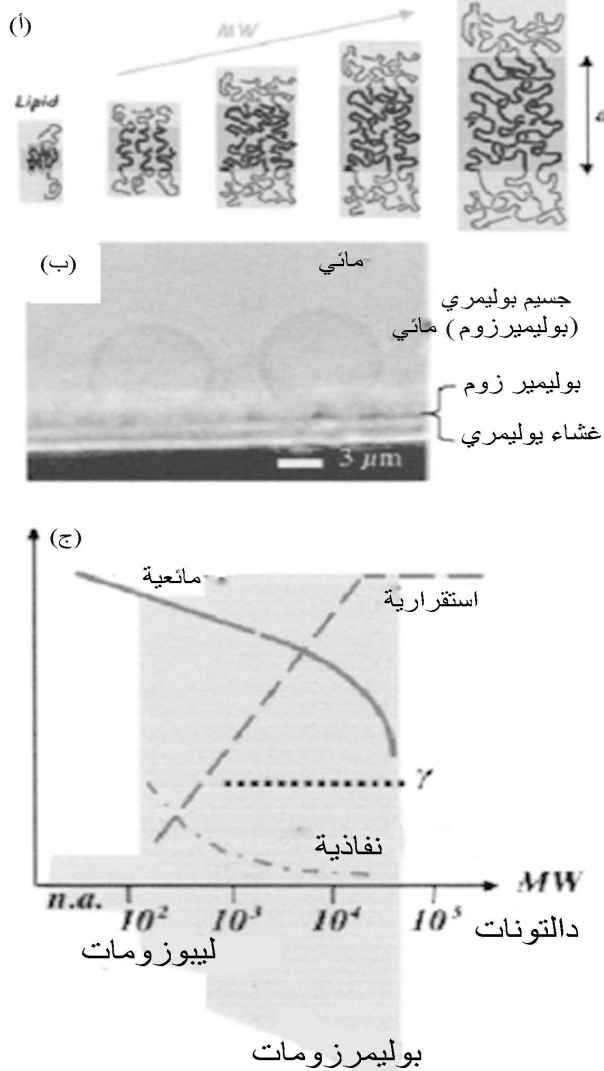 (أ)
MW
Lipid
d
(ب)
مائي
جسيم بوليمري
(بوليميرزوم) مائي
بوليمير زوم
غشاء يوليمري
3 µm
(ج)
مائعية
استقرارية
γ
نفاذية
MW
n.a.
10² 10³ 10⁴ 10⁵
دالتونات
ليبوزومات
بوليمرزومات